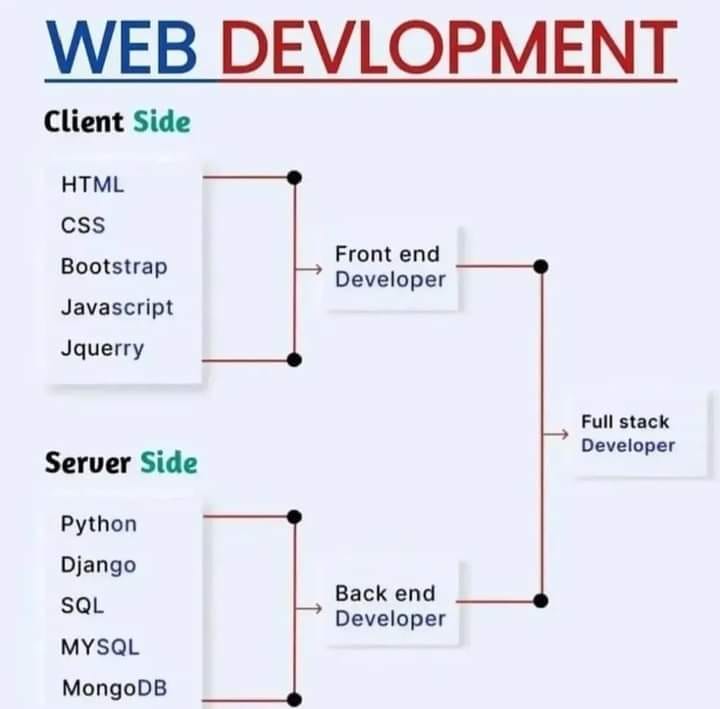 WEB DEVLOPMENT
Client Side
HTML
CSS
Bootstrap
Javascript
Jquerry
Front end
Developer
Full stack
Developer
Server Side
Python
Django
SQL
MYSQL
MongoDB
Back end
Developer